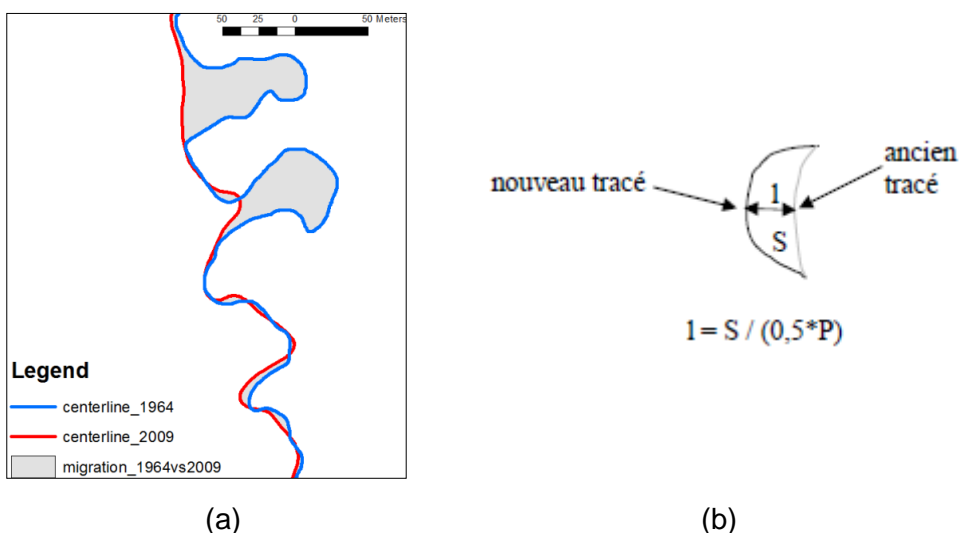 50 25 0 50 Meters
Legend
centerline_1964
centerline_2009
migration_1964vs2009
(a)
nouveau tracé
ancien
tracé
l
S
l = S / (0,5*P)
(b)